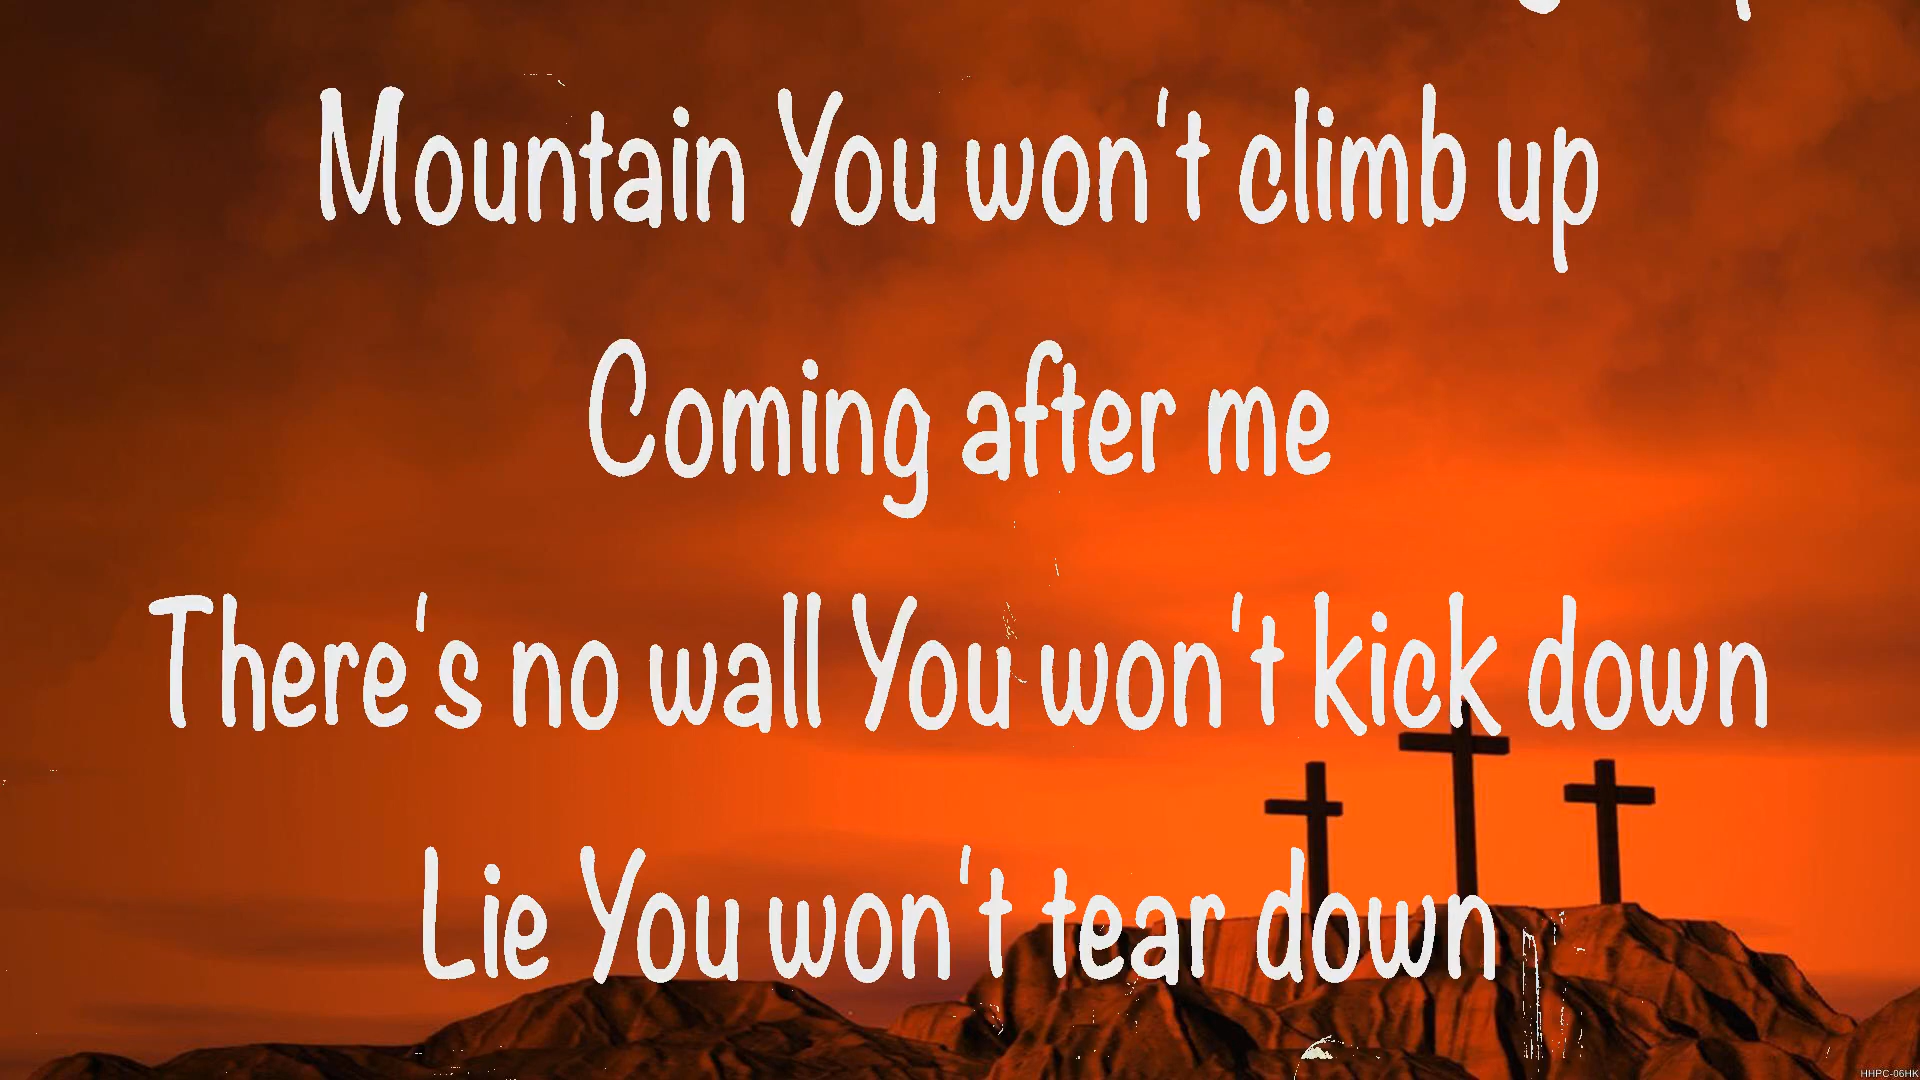 Mountain You won't climb up
Coming after me
There's no wall You won't kick down
Lie You won't tear down
HHPC-06HK